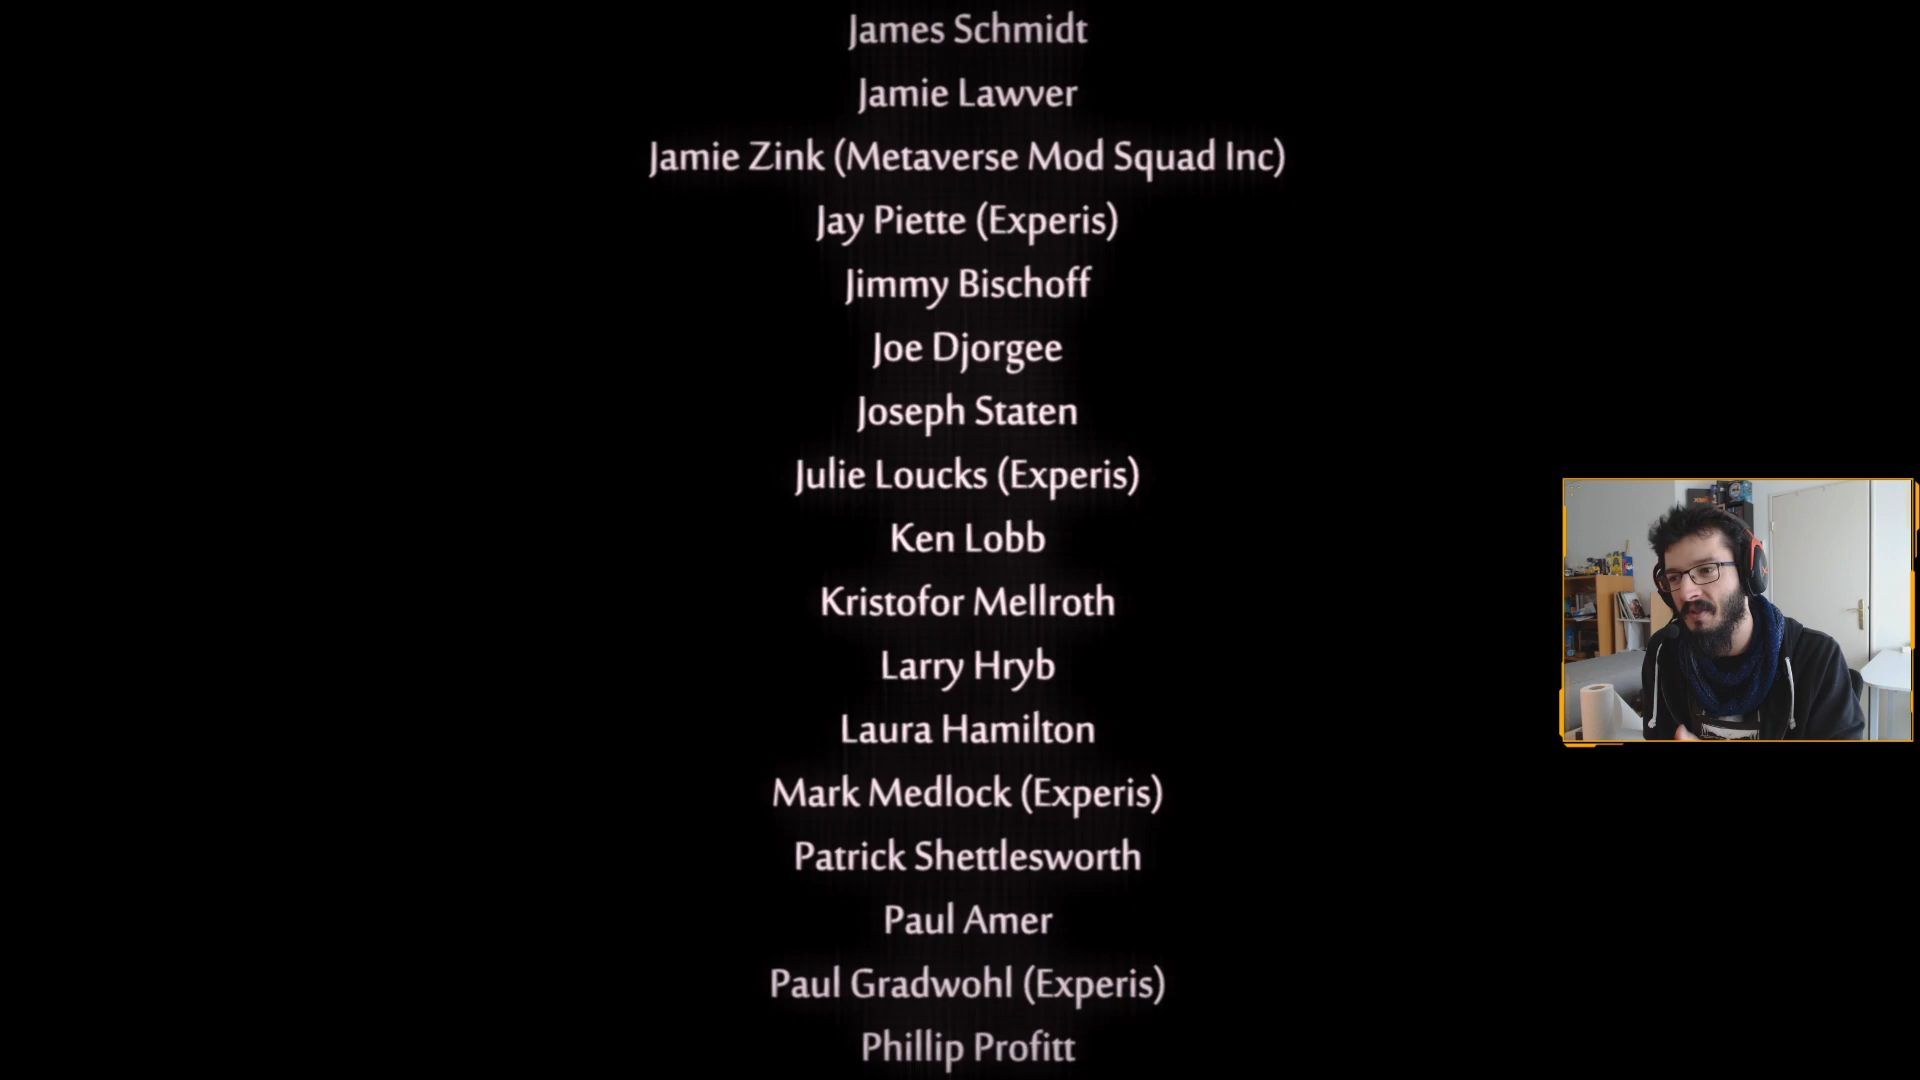 James Schmidt
Jamie Lawver
Jamie Zink (Metaverse Mod Squad Inc)
Jay Piette (Experis)
Jimmy Bischoff
Joe Djorgee
Joseph Staten
Julie Loucks (Experis)
Ken Lobb
Kristofor Mellroth
Larry Hryb
Laura Hamilton
Mark Medlock (Experis)
Patrick Shettlesworth
Paul Amer
Paul Gradwohl (Experis)
Phillip Profitt